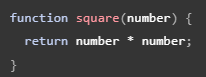 function square(number) {
  return number * number;
}